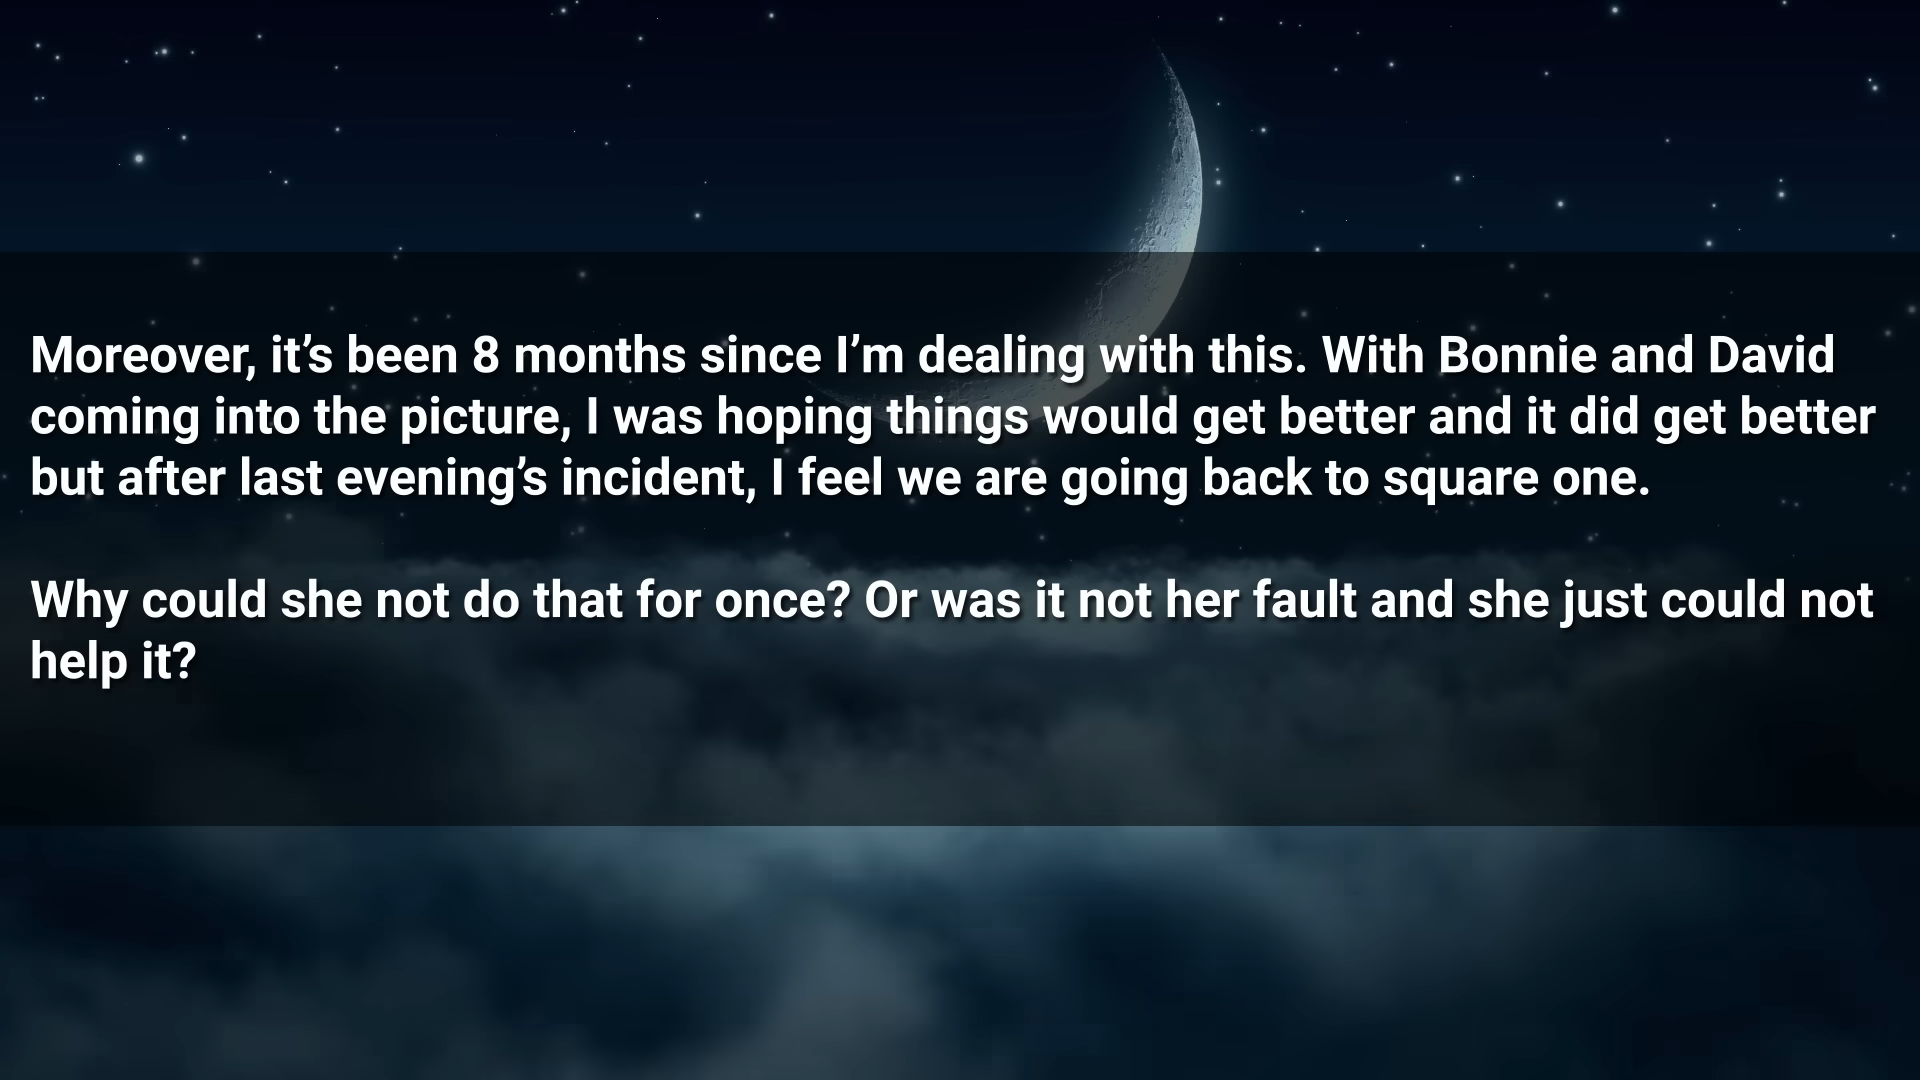 Moreover, it’s been 8 months since I’m dealing with this. With Bonnie and David
coming into the picture, I was hoping things would get better and it did get better
but after last evening’s incident, I feel we are going back to square one.
Why could she not do that for once? Or was it not her fault and she just could not
help it?